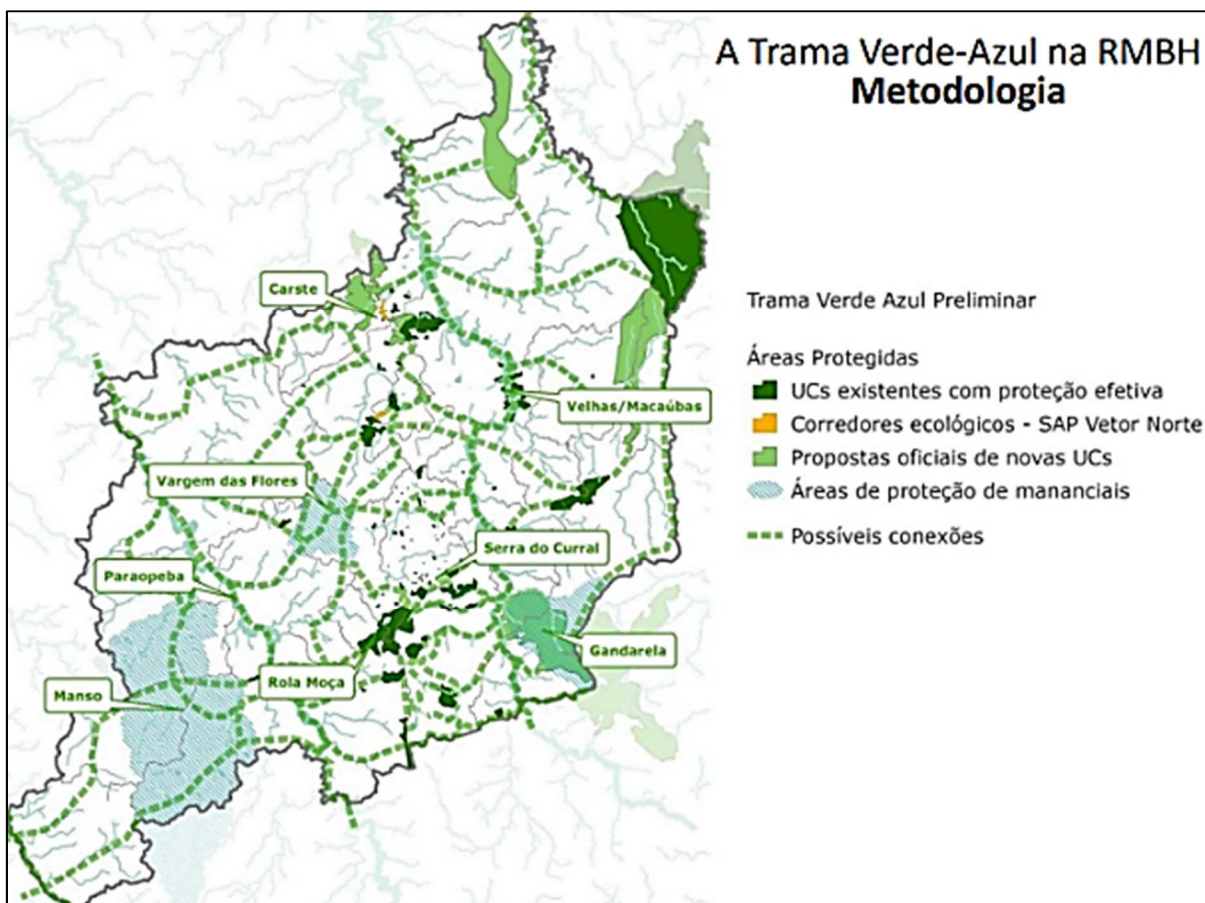 A Trama Verde-Azul na RMBH
Metodologia
Carste
Velhas/Macaúbas
Vargem das Flores
Serra do Curral
Paraopeba
Gandarela
Rola Moça
Manso
Trama Verde Azul Preliminar
Áreas Protegidas
UCs existentes com proteção efetiva
Corredores ecológicos - SAP Vetor Norte
Propostas oficiais de novas UCs
Áreas de proteção de mananciais
Possíveis conexões